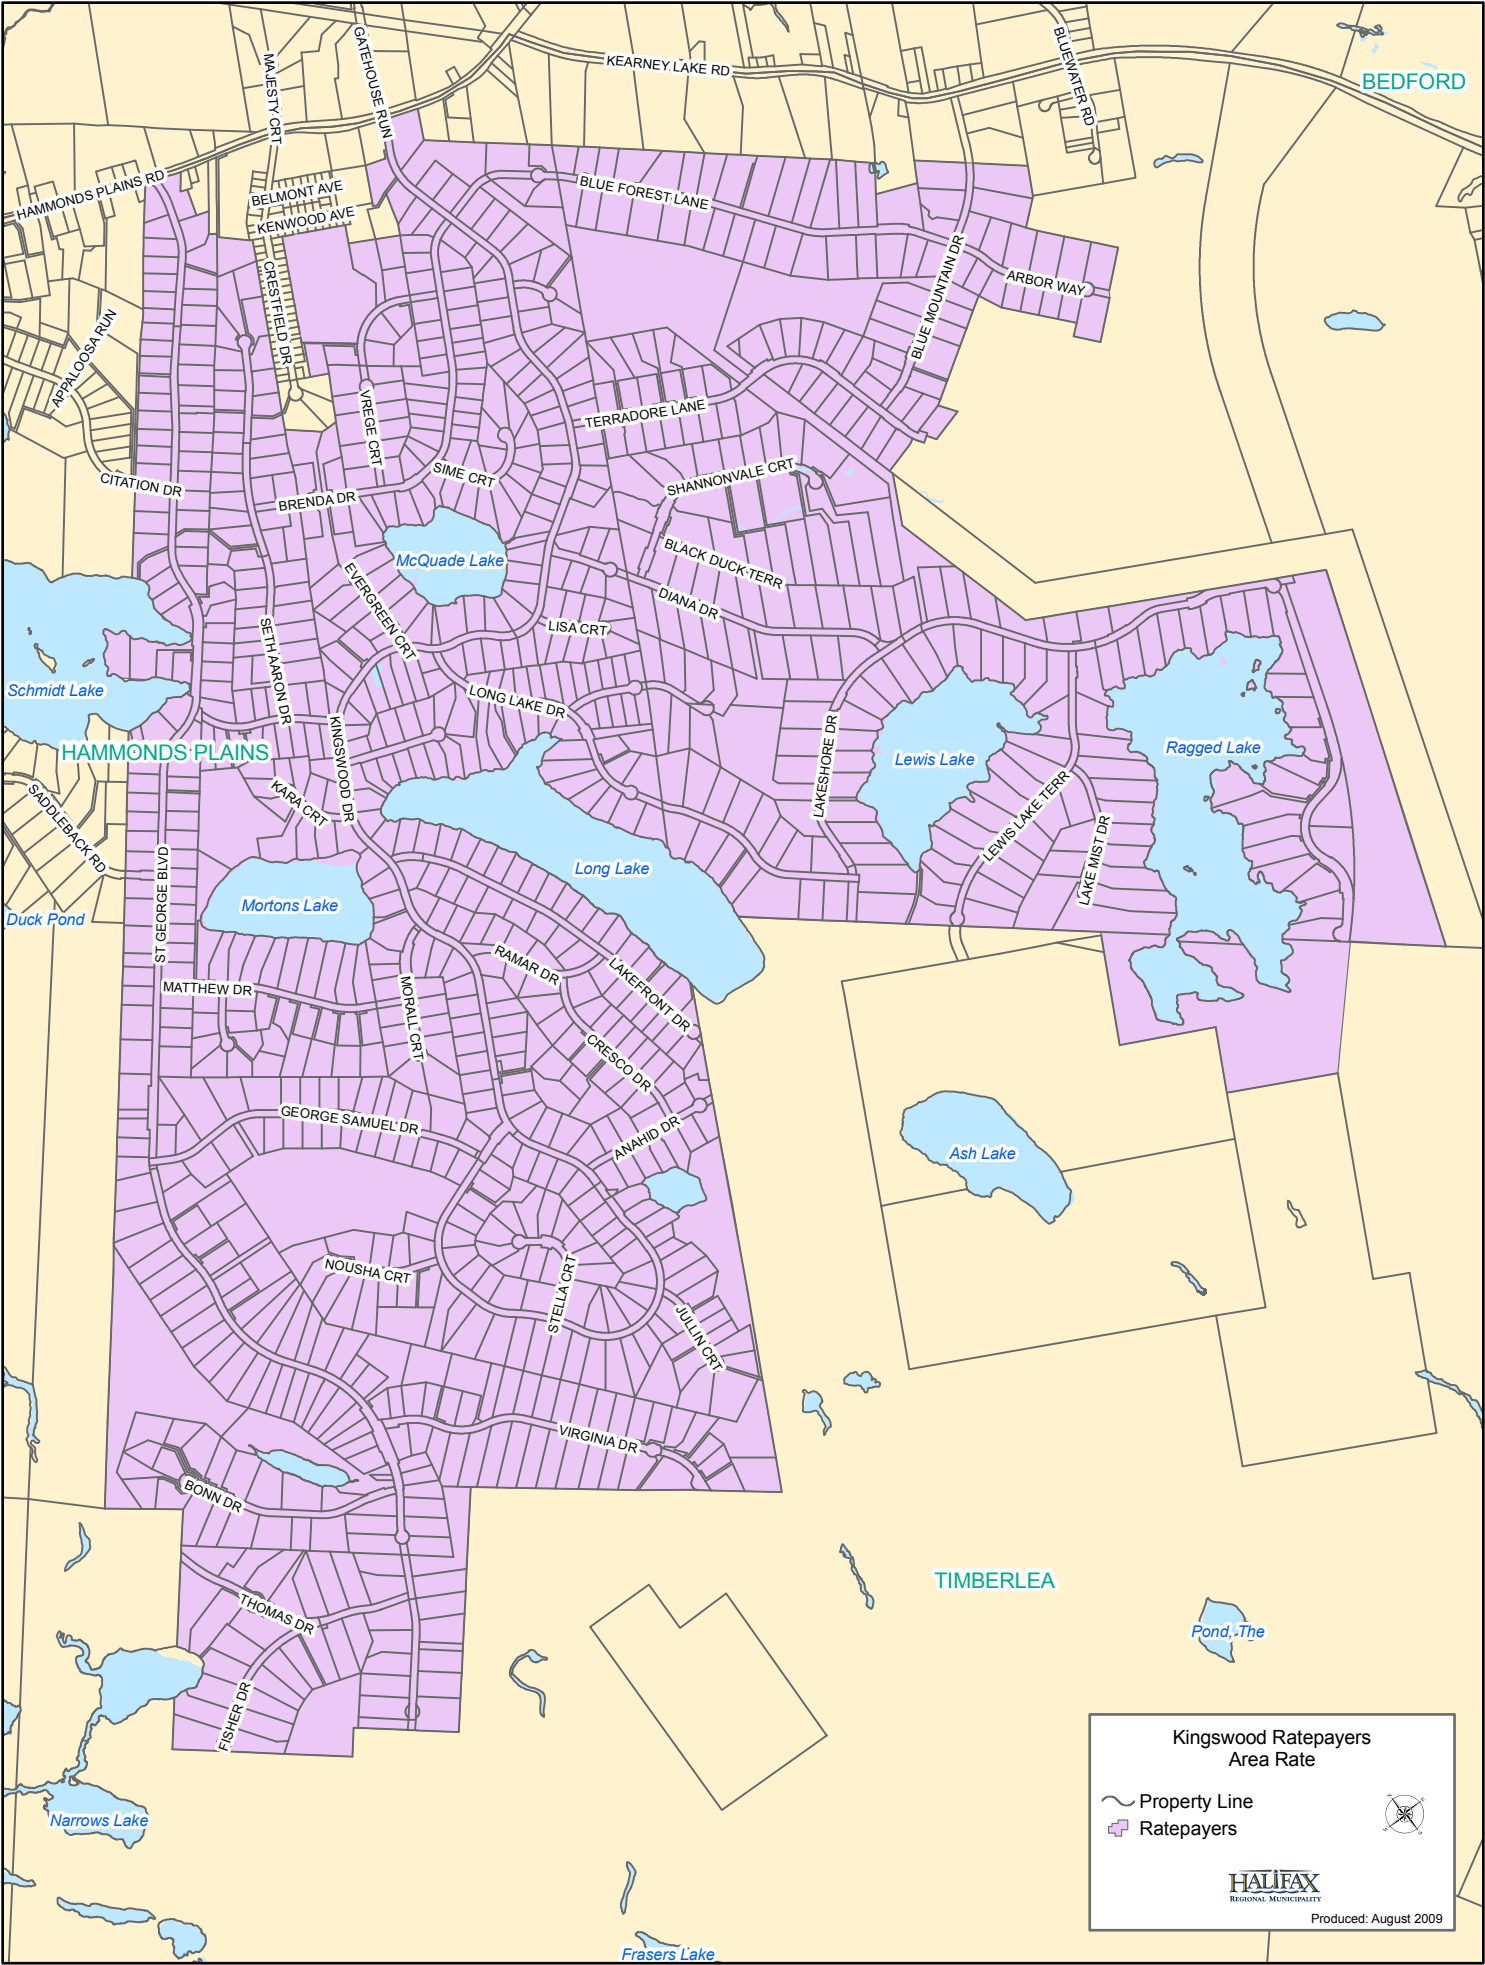 GATEHOUSE RUN
MAJESTY CRT
KEARNEY LAKE RD
BLUEWATER RD
BEDFORD
HAMMONDS PLAINS RD
BELMONT AVE
KENWOOD AVE
BLUE FOREST LANE
CRESTFIELD DR
BLUE MOUNTAIN DR
ARBOR WAY
APPALOOSA RUN
VREGE CRT
TERRADORE LANE
CITATION DR
BRENDA DR
SIME CRT
SHANNONVALE CRT
McQuade Lake
BLACK DUCK TERR
EVERGREEN CRT
DIANA DR
LISA CRT
SETH AARON DR
Schmidt Lake
LONG LAKE DR
KINGSWOOD DR
LAKESHORE DR
HAMMONDS PLAINS
Lewis Lake
Ragged Lake
KARA CRT
SADDLEBACK RD
LEWIS LAKE TERR
LAKE MIST DR
Long Lake
ST GEORGE BLVD
Mortons Lake
Duck Pond
RAMAR DR
LAKEFRONT DR
MATTHEW DR
MORALL CRT
CRESCO DR
GEORGE SAMUEL DR
ANAHID DR
Ash Lake
NOUSHA CRT
STELLA CRT
JULLIN CRT
VIRGINIA DR
BONN DR
TIMBERLEA
THOMAS DR
Pond, The
FISHER DR
Narrows Lake
Frasers Lake
Kingswood Ratepayers
Area Rate
Property Line
Ratepayers
HALIFAX
REGIONAL MUNICIPALITY
Produced: August 2009